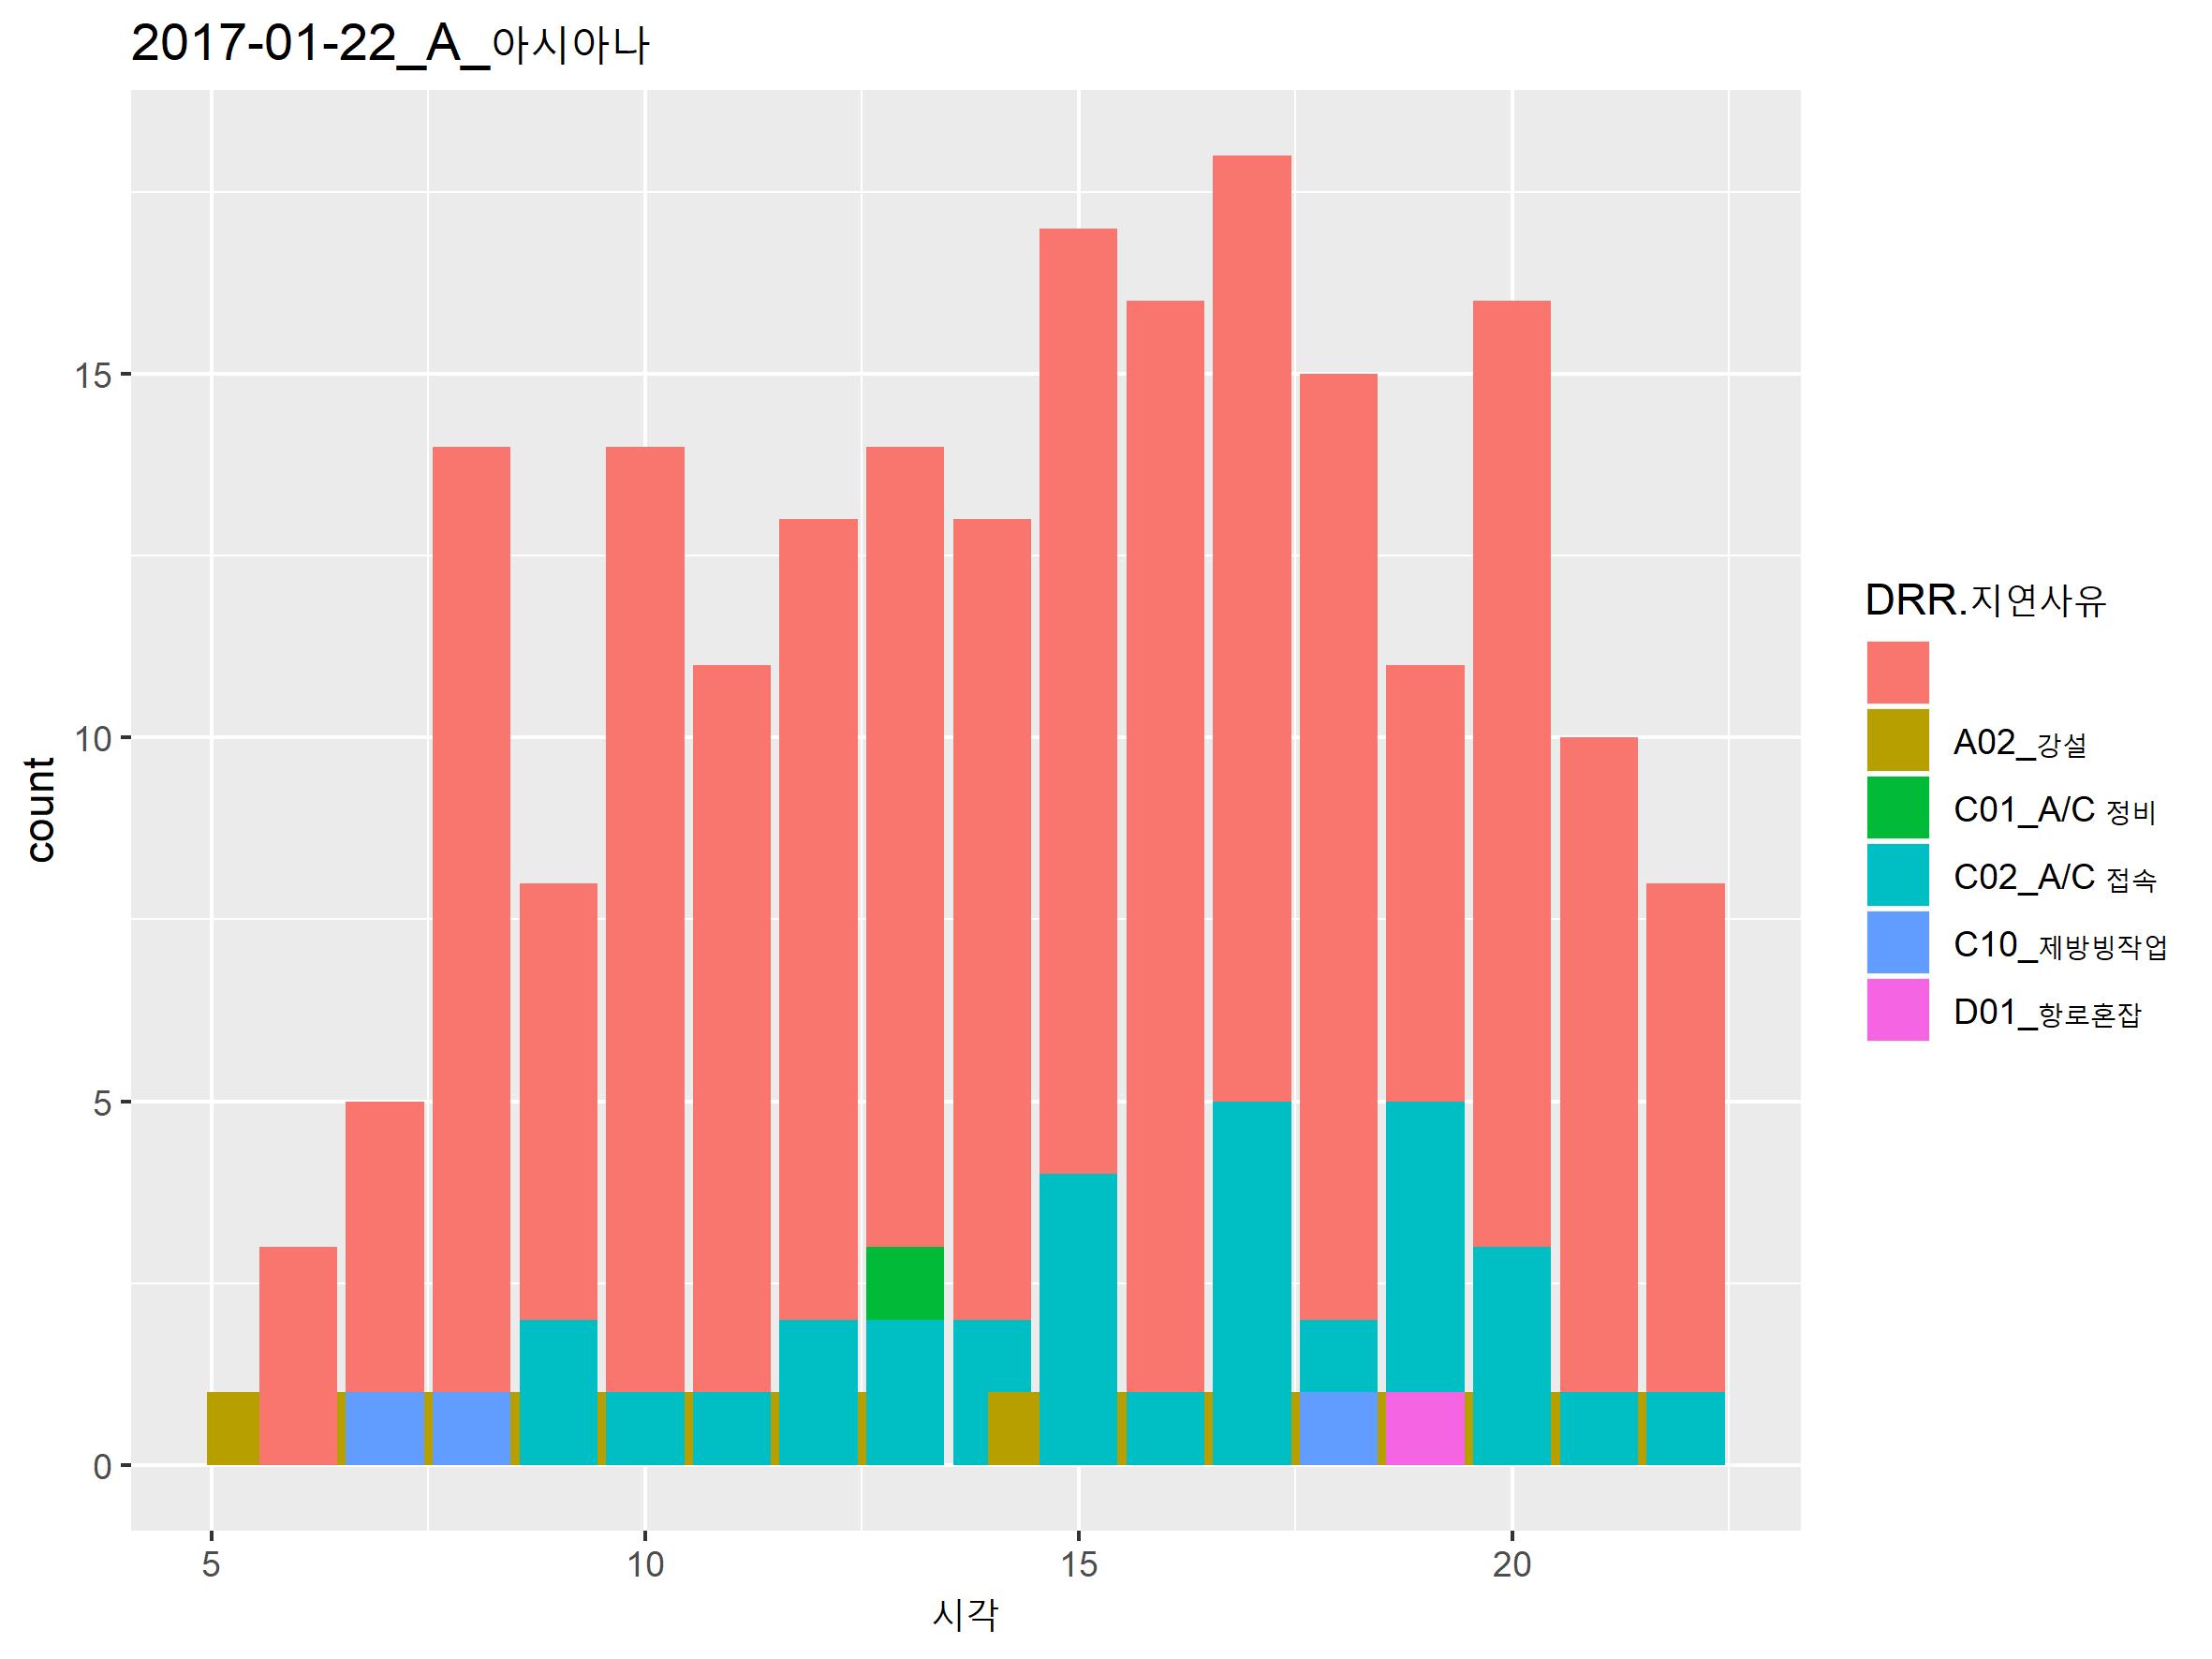 2017-01-22_A_아시아나
count
15
10
5
0
5 10 15 20
시각
DRR.지연사유
A02_강설
C01_A/C 정비
C02_A/C 접속
C10_제방빙작업
D01_항로혼잡